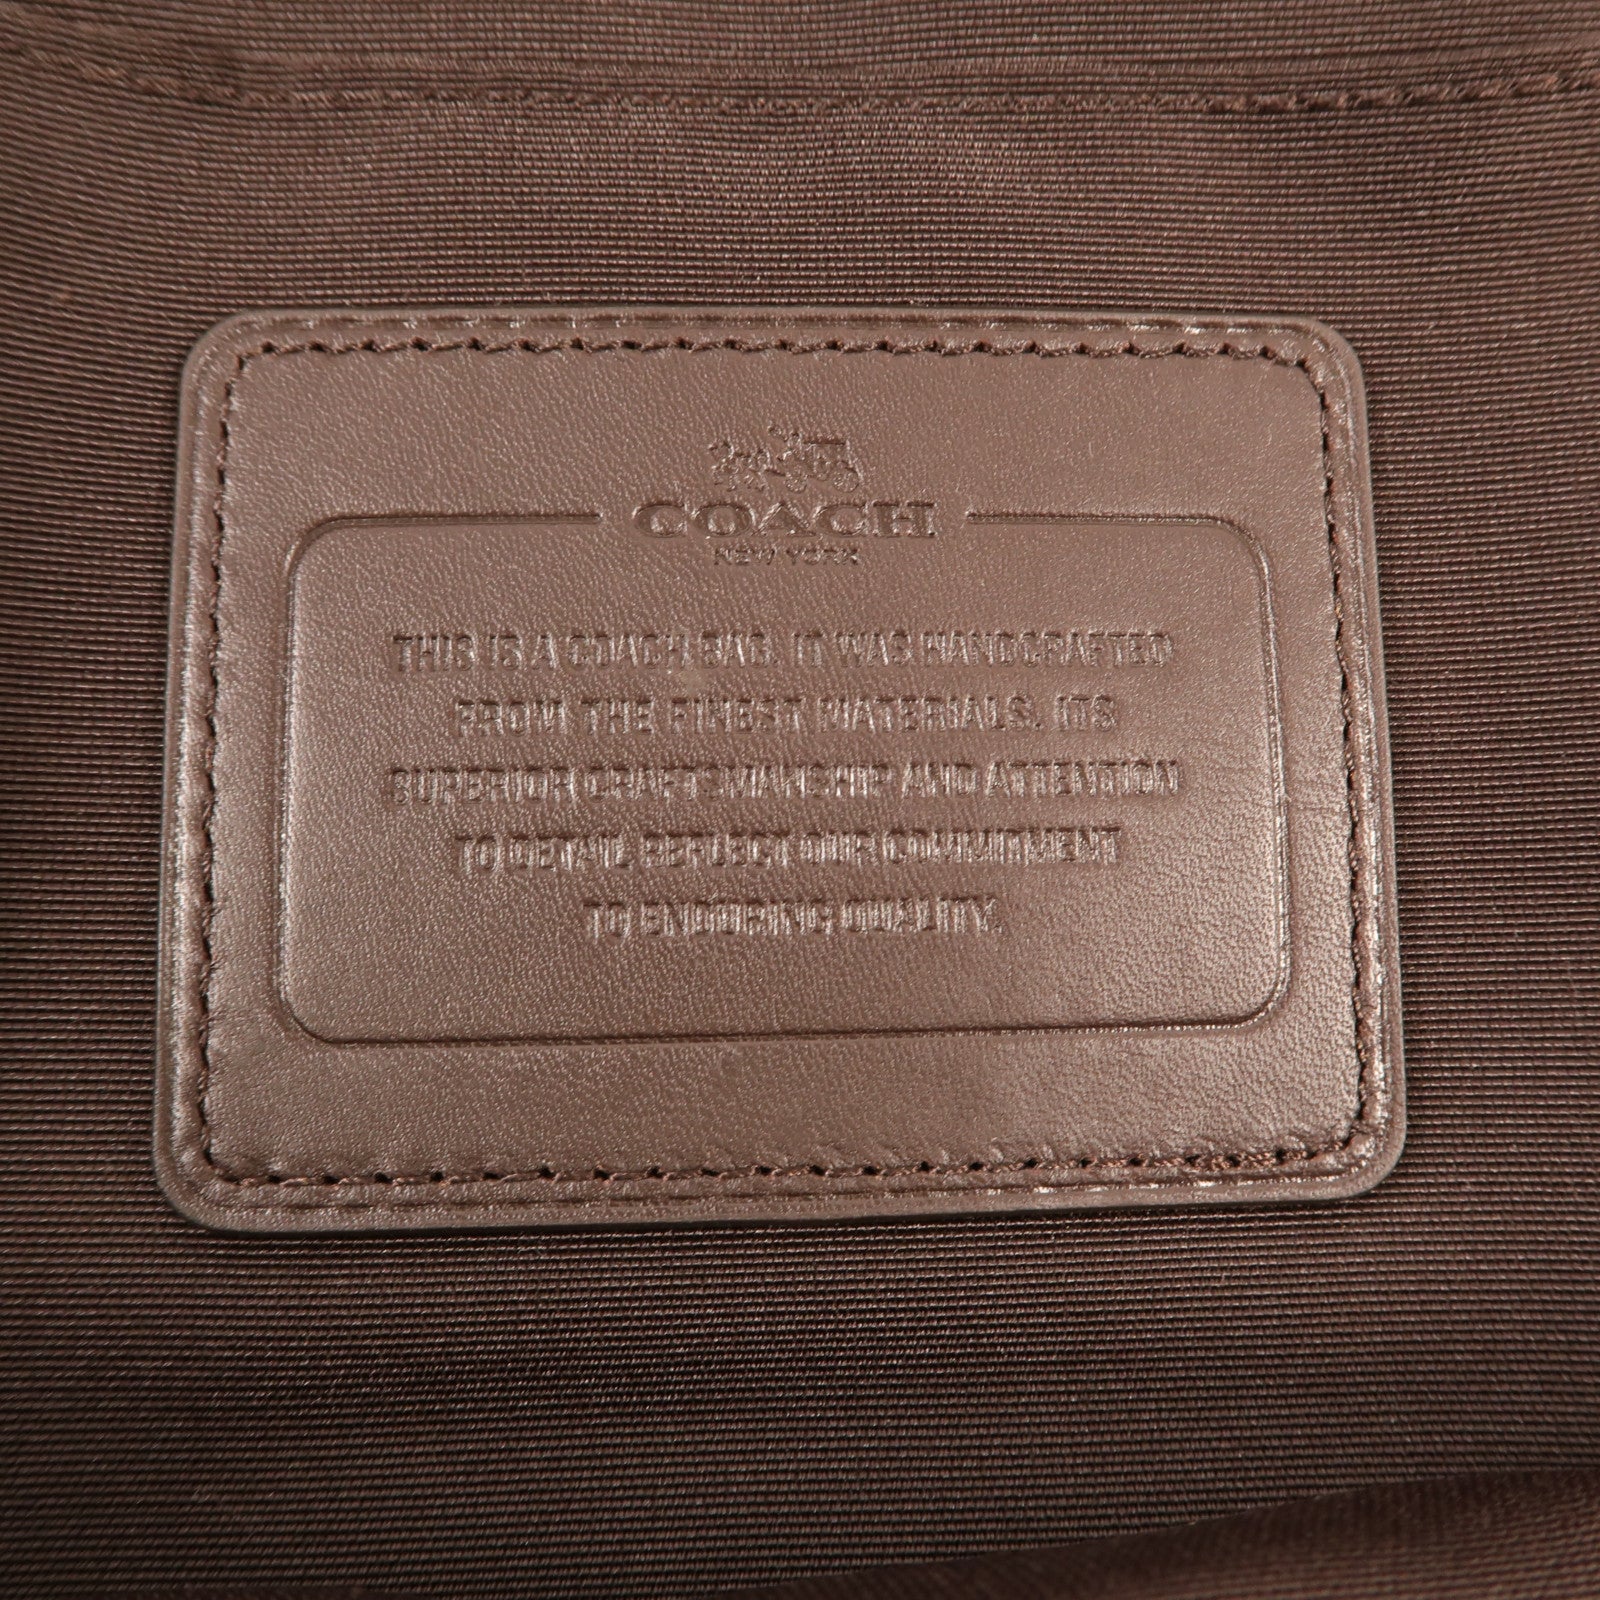 COACH
NEW YORK
THIS IS A COACH BAG. IT WAS HANDCRAFTED
FROM THE FINEST MATERIALS. ITS
SUPERIOR CRAFTSMANSHIP AND ATTENTION
TO DETAIL REFLECT OUR COMMITMENT
TO ENDURING QUALITY.